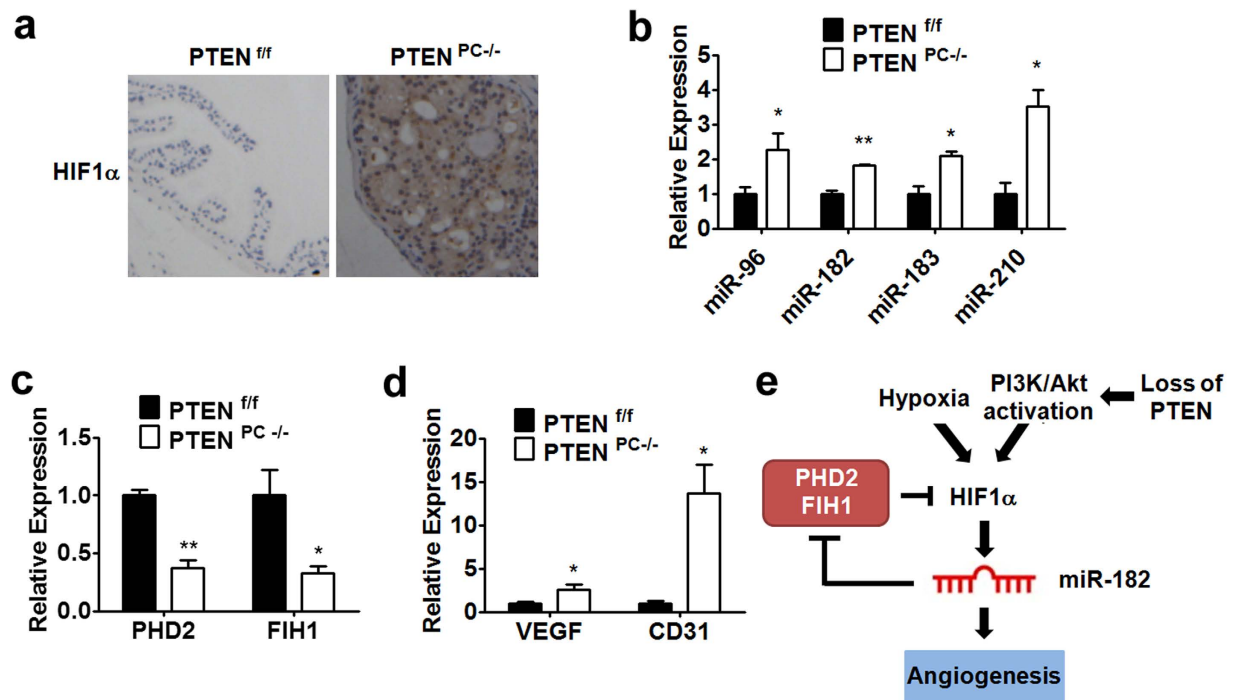 a
PTEN f/f
PTEN PC-/-
HIF1α
b
PTEN f/f
PTEN PC-/-
Relative Expression
5
4
3
2
1
0
*
**
*
*
miR-96
miR-182
miR-183
miR-210
c
PTEN f/f
PTEN PC -/-
Relative Expression
1.5
1.0
0.5
0.0
**
*
PHD2
FIH1
d
PTEN f/f
PTEN PC-/-
Relative Expression
20
15
10
5
0
*
*
VEGF
CD31
e
Hypoxia
PI3K/Akt
activation
Loss of
PTEN
PHD2
FIH1
HIF1α
miR-182
Angiogenesis